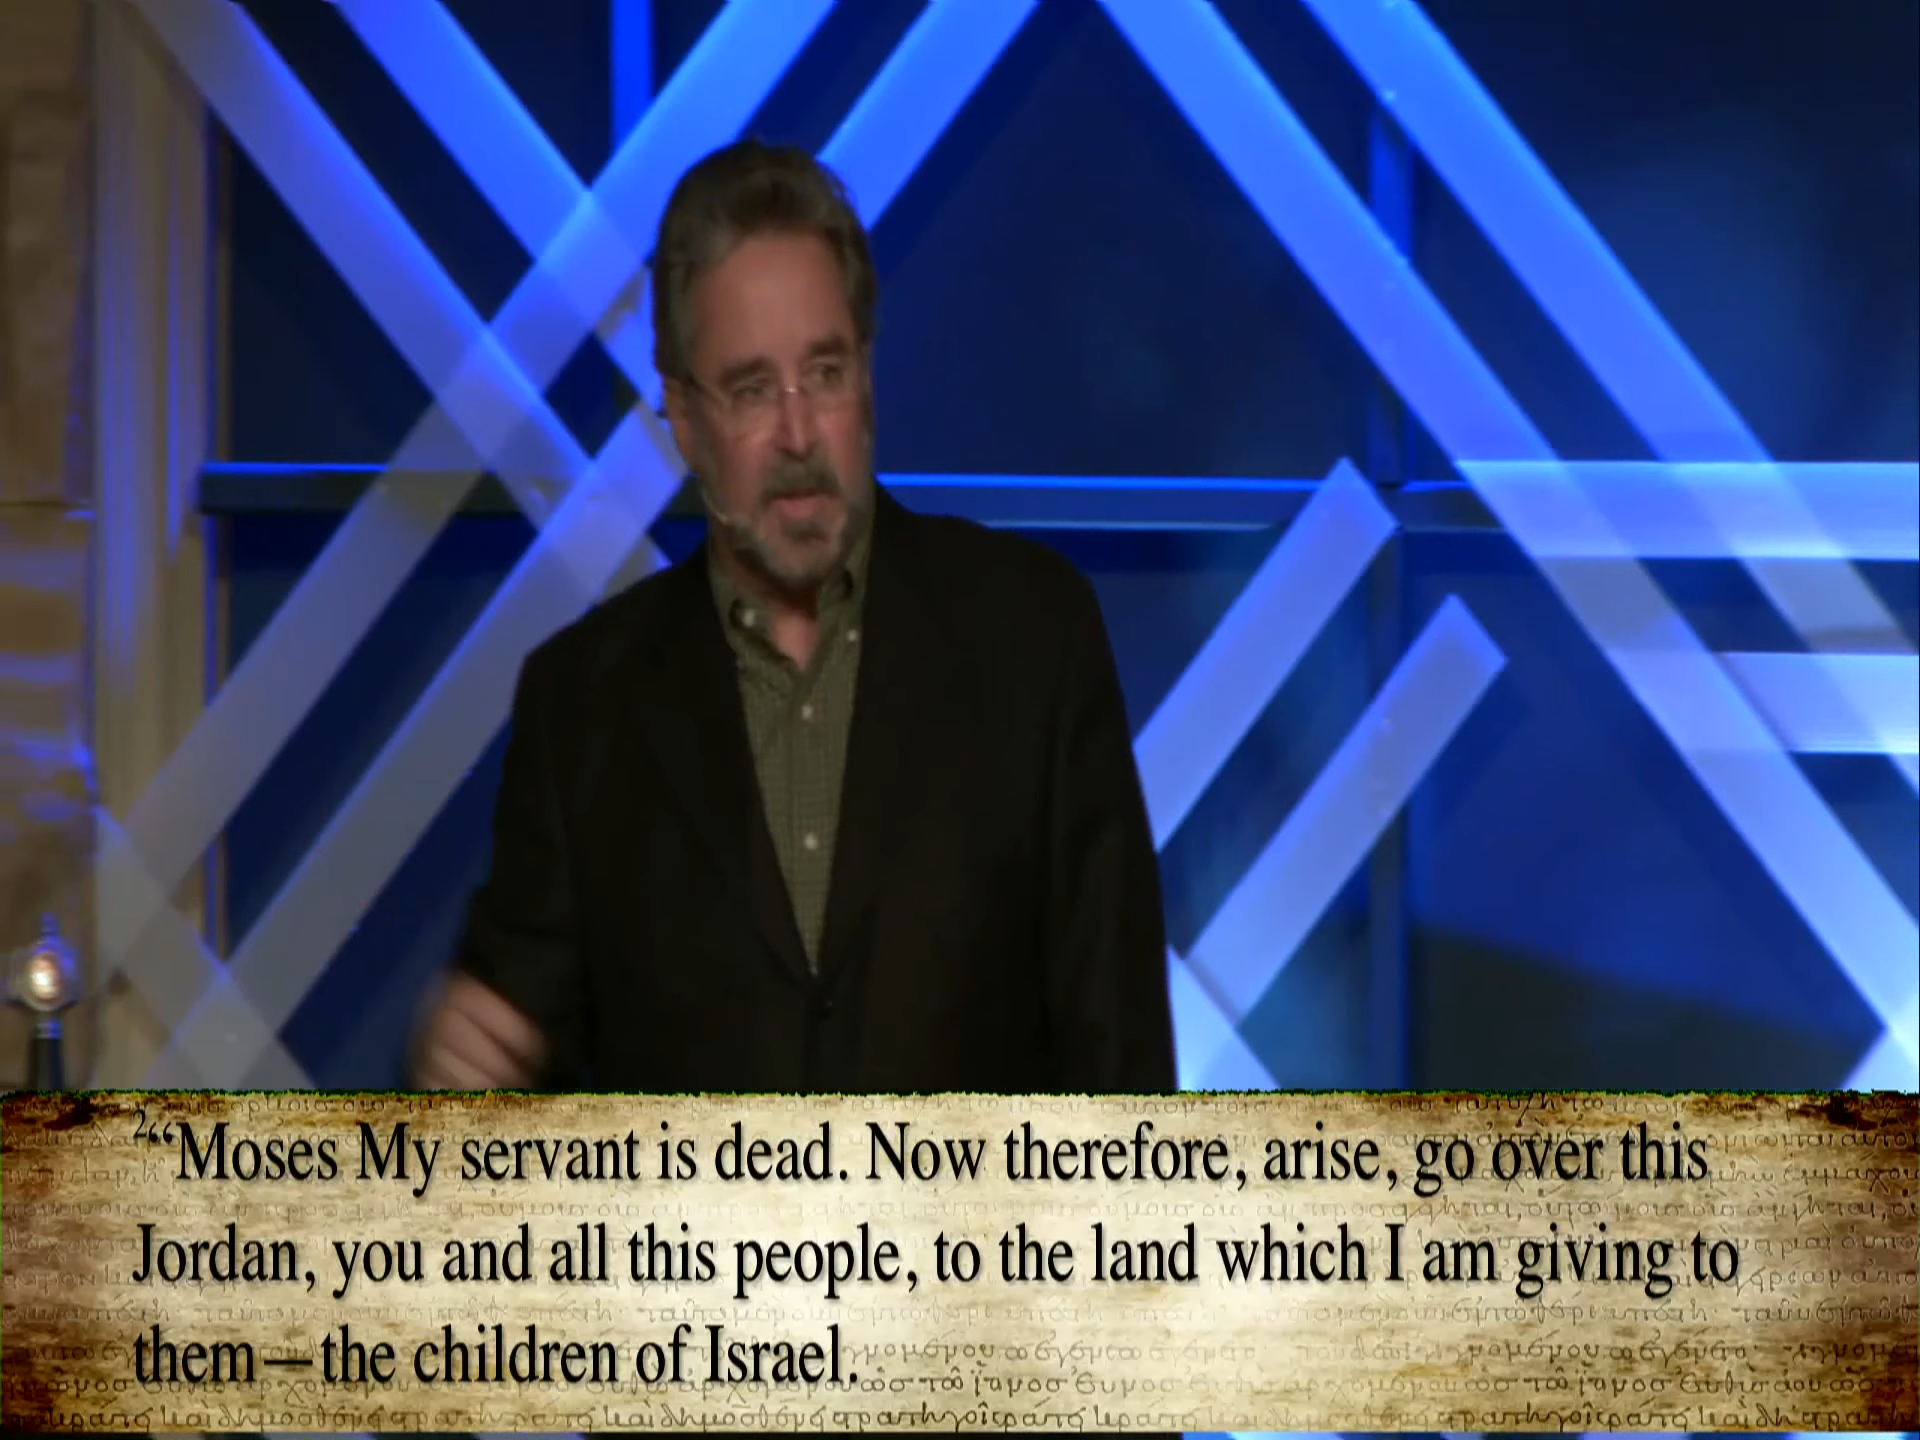 2“Moses My servant is dead. Now therefore, arise, go over this
Jordan, you and all this people, to the land which I am giving to
them—the children of Israel.